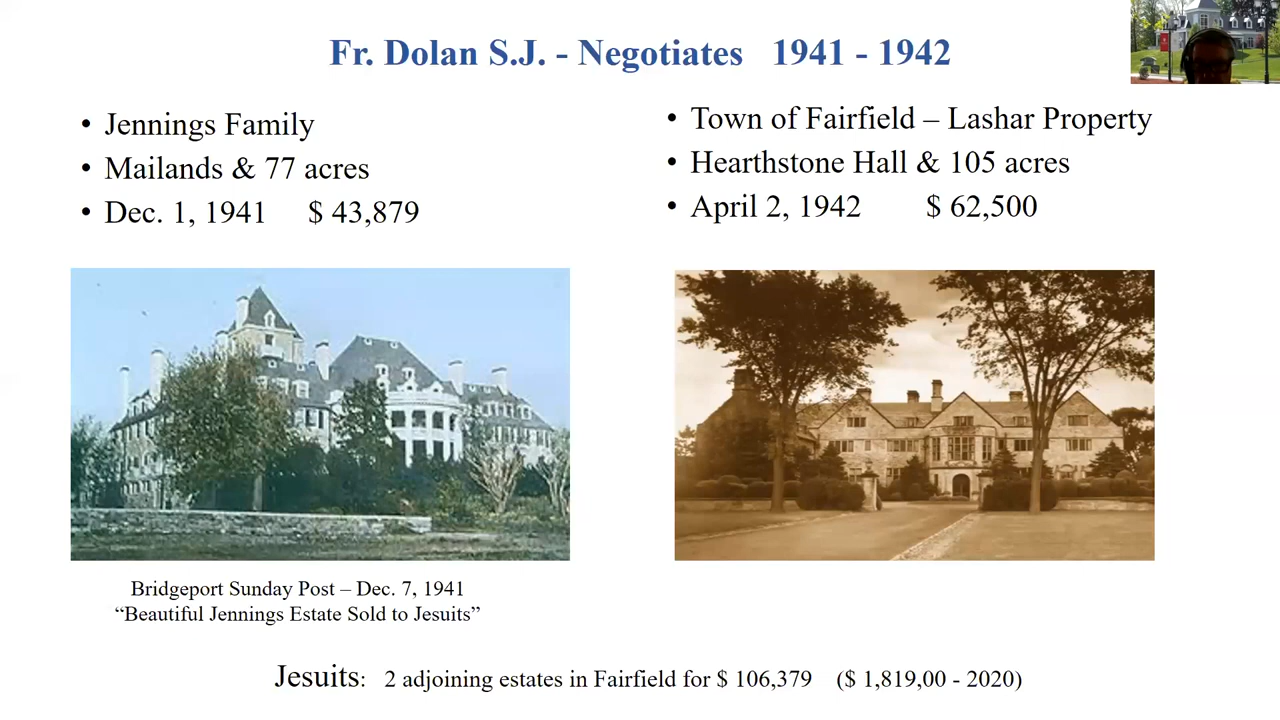 Fr. Dolan S.J. - Negotiates 1941 - 1942
• Jennings Family
• Mailands & 77 acres
• Dec. 1, 1941 $ 43,879
• Town of Fairfield – Lashar Property
• Hearthstone Hall & 105 acres
• April 2, 1942 $ 62,500
Bridgeport Sunday Post – Dec. 7, 1941
“Beautiful Jennings Estate Sold to Jesuits”
Jesuits: 2 adjoining estates in Fairfield for $ 106,379 ($ 1,819,00 - 2020)